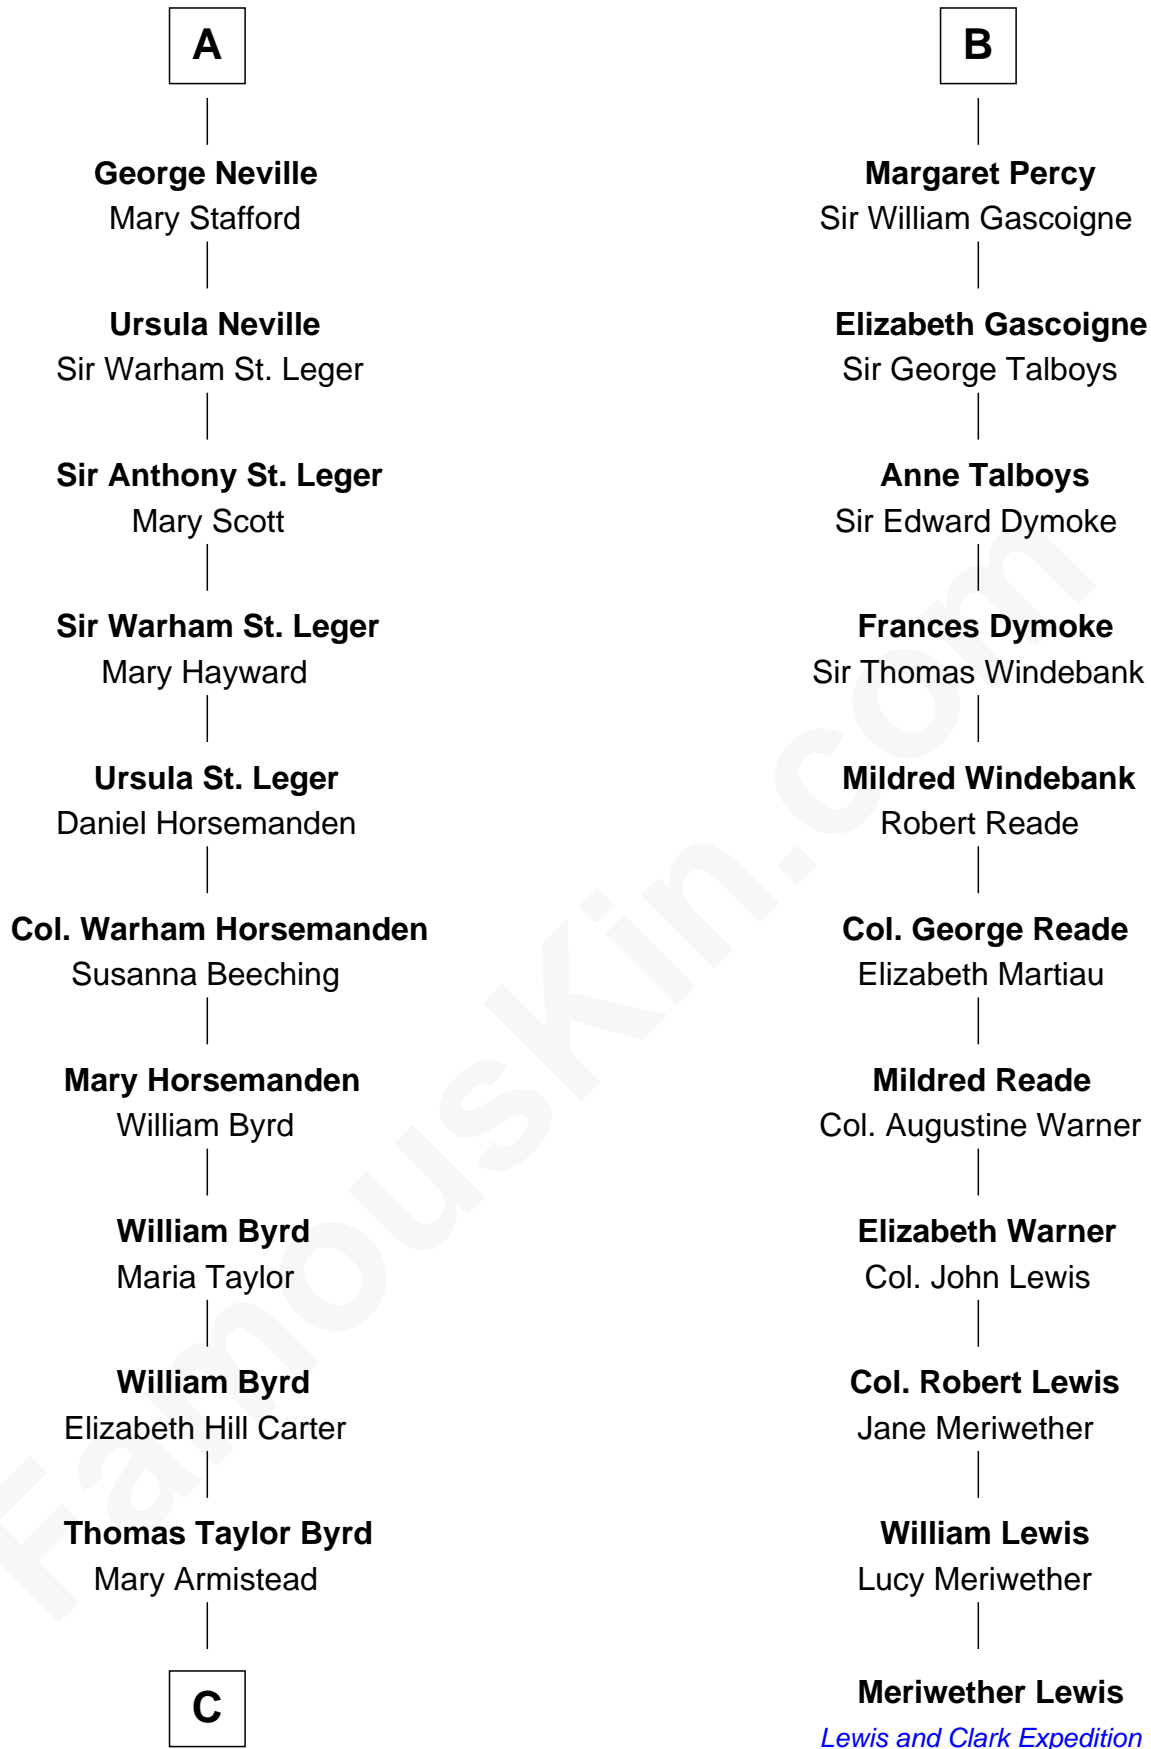 A
George Neville
Mary Stafford
Ursula Neville
Sir Warham St. Leger
Sir Anthony St. Leger
Mary Scott
Sir Warham St. Leger
Mary Hayward
Ursula St. Leger
Daniel Horsemanden
Col. Warham Horsemanden
Susanna Beeching
Mary Horsemanden
William Byrd
William Byrd
Maria Taylor
William Byrd
Elizabeth Hill Carter
Thomas Taylor Byrd
Mary Armistead
C
B
Margaret Percy
Sir William Gascoigne
Elizabeth Gascoigne
Sir George Talboys
Anne Talboys
Sir Edward Dymoke
Frances Dymoke
Sir Thomas Windebank
Mildred Windebank
Robert Reade
Col. George Reade
Elizabeth Martiau
Mildred Reade
Col. Augustine Warner
Elizabeth Warner
Col. John Lewis
Col. Robert Lewis
Jane Meriwether
William Lewis
Lucy Meriwether
Meriwether Lewis
Lewis and Clark Expedition
FamousKin.com